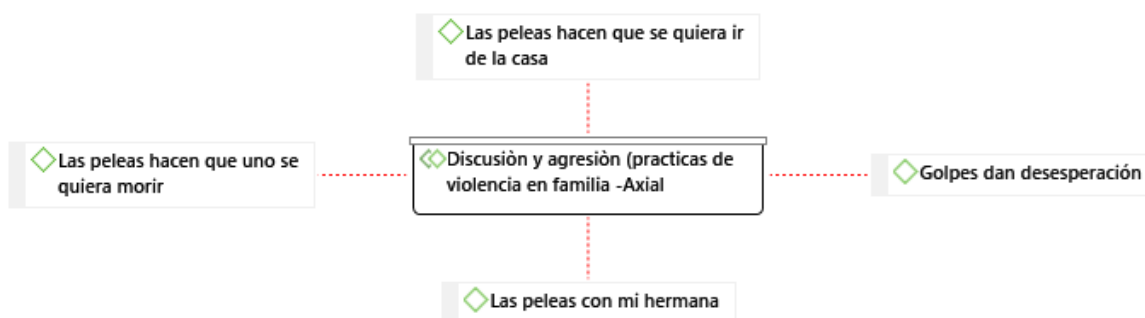 Las peleas hacen que se quiera ir
de la casa
Las peleas hacen que uno se
quiera morir
Discusiòn y agresiòn (practicas de
violencia en familia -Axial
Golpes dan desesperación
Las peleas con mi hermana